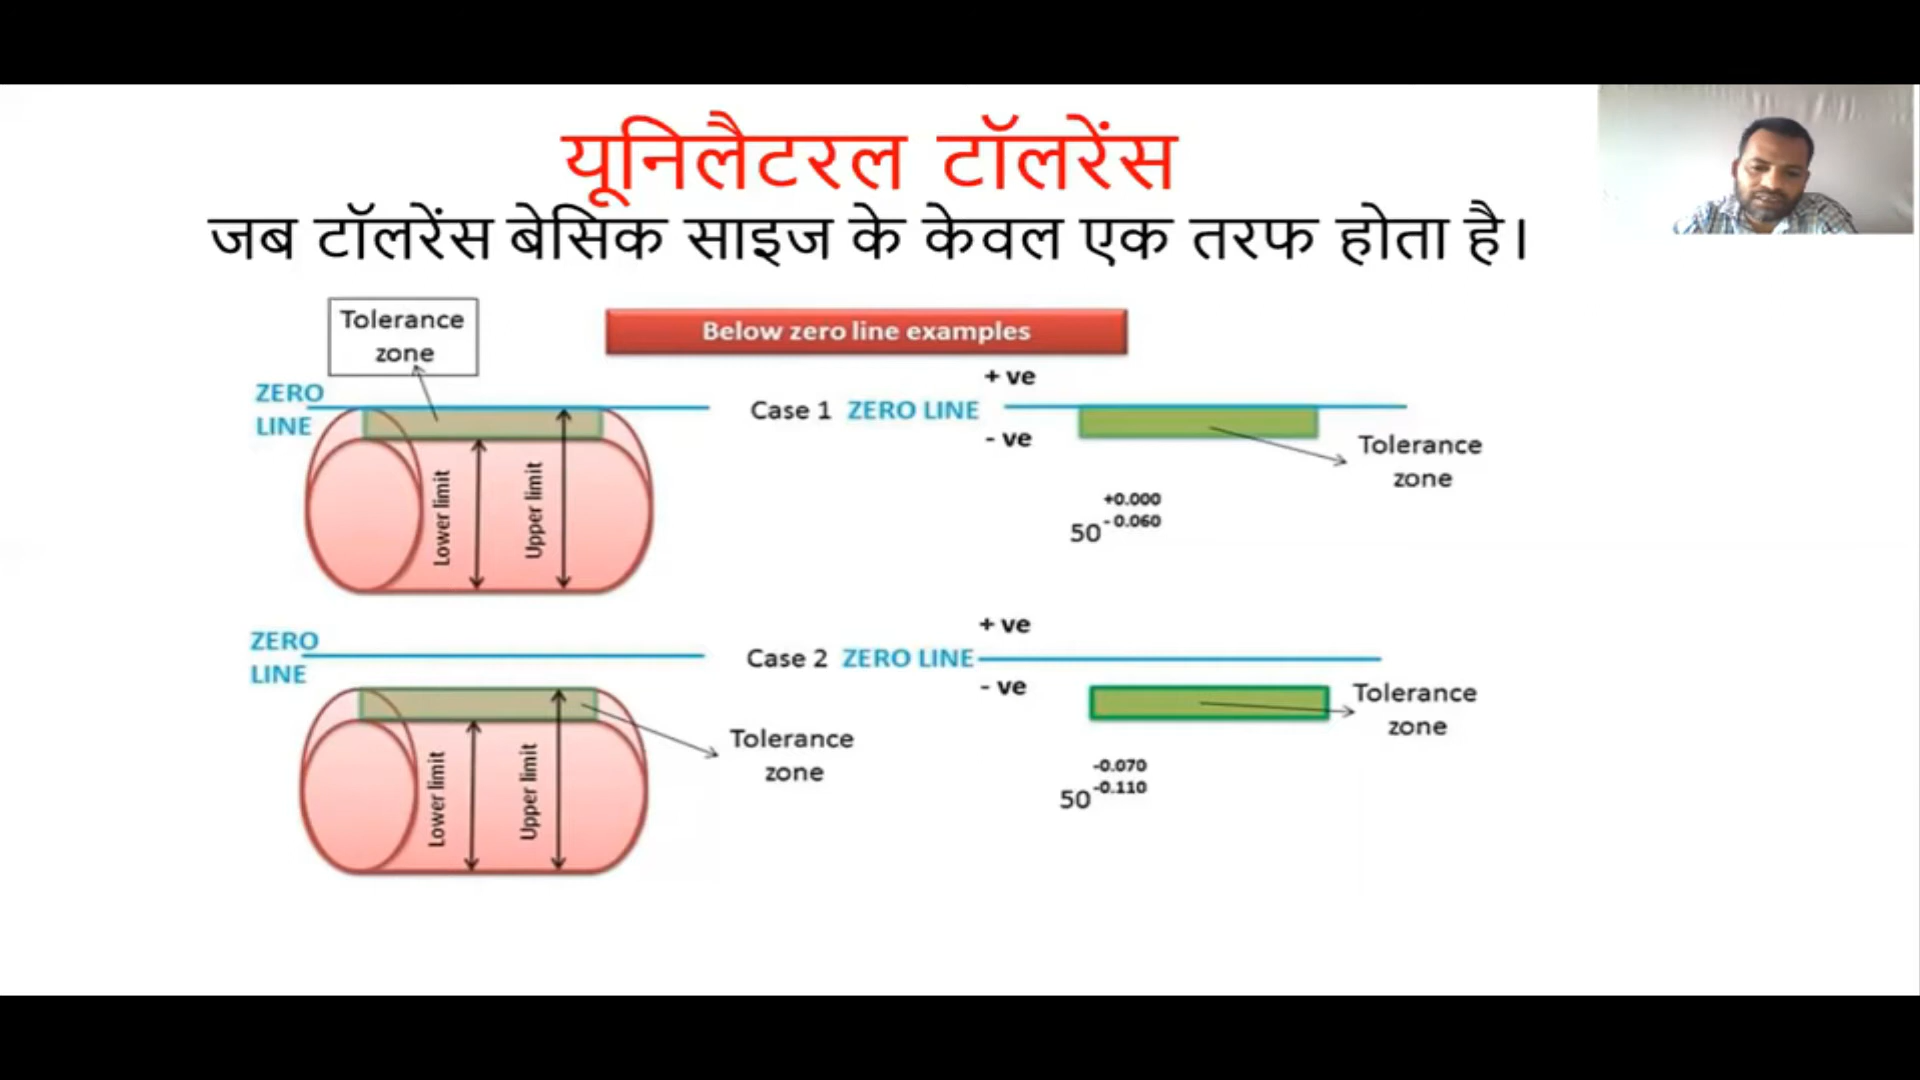 यूनिलैटरल टॉलरेंस
जब टॉलरेंस बेसिक साइज के केवल एक तरफ होता है।
Tolerance
zone
Below zero line examples
ZERO
LINE
Lower limit
Upper limit
Case 1 ZERO LINE
+ ve
- ve
Tolerance
zone
+0.000
50 - 0.060
ZERO
LINE
Lower limit
Upper limit
Tolerance
zone
Case 2 ZERO LINE
+ ve
- ve
Tolerance
zone
-0.070
50 -0.110